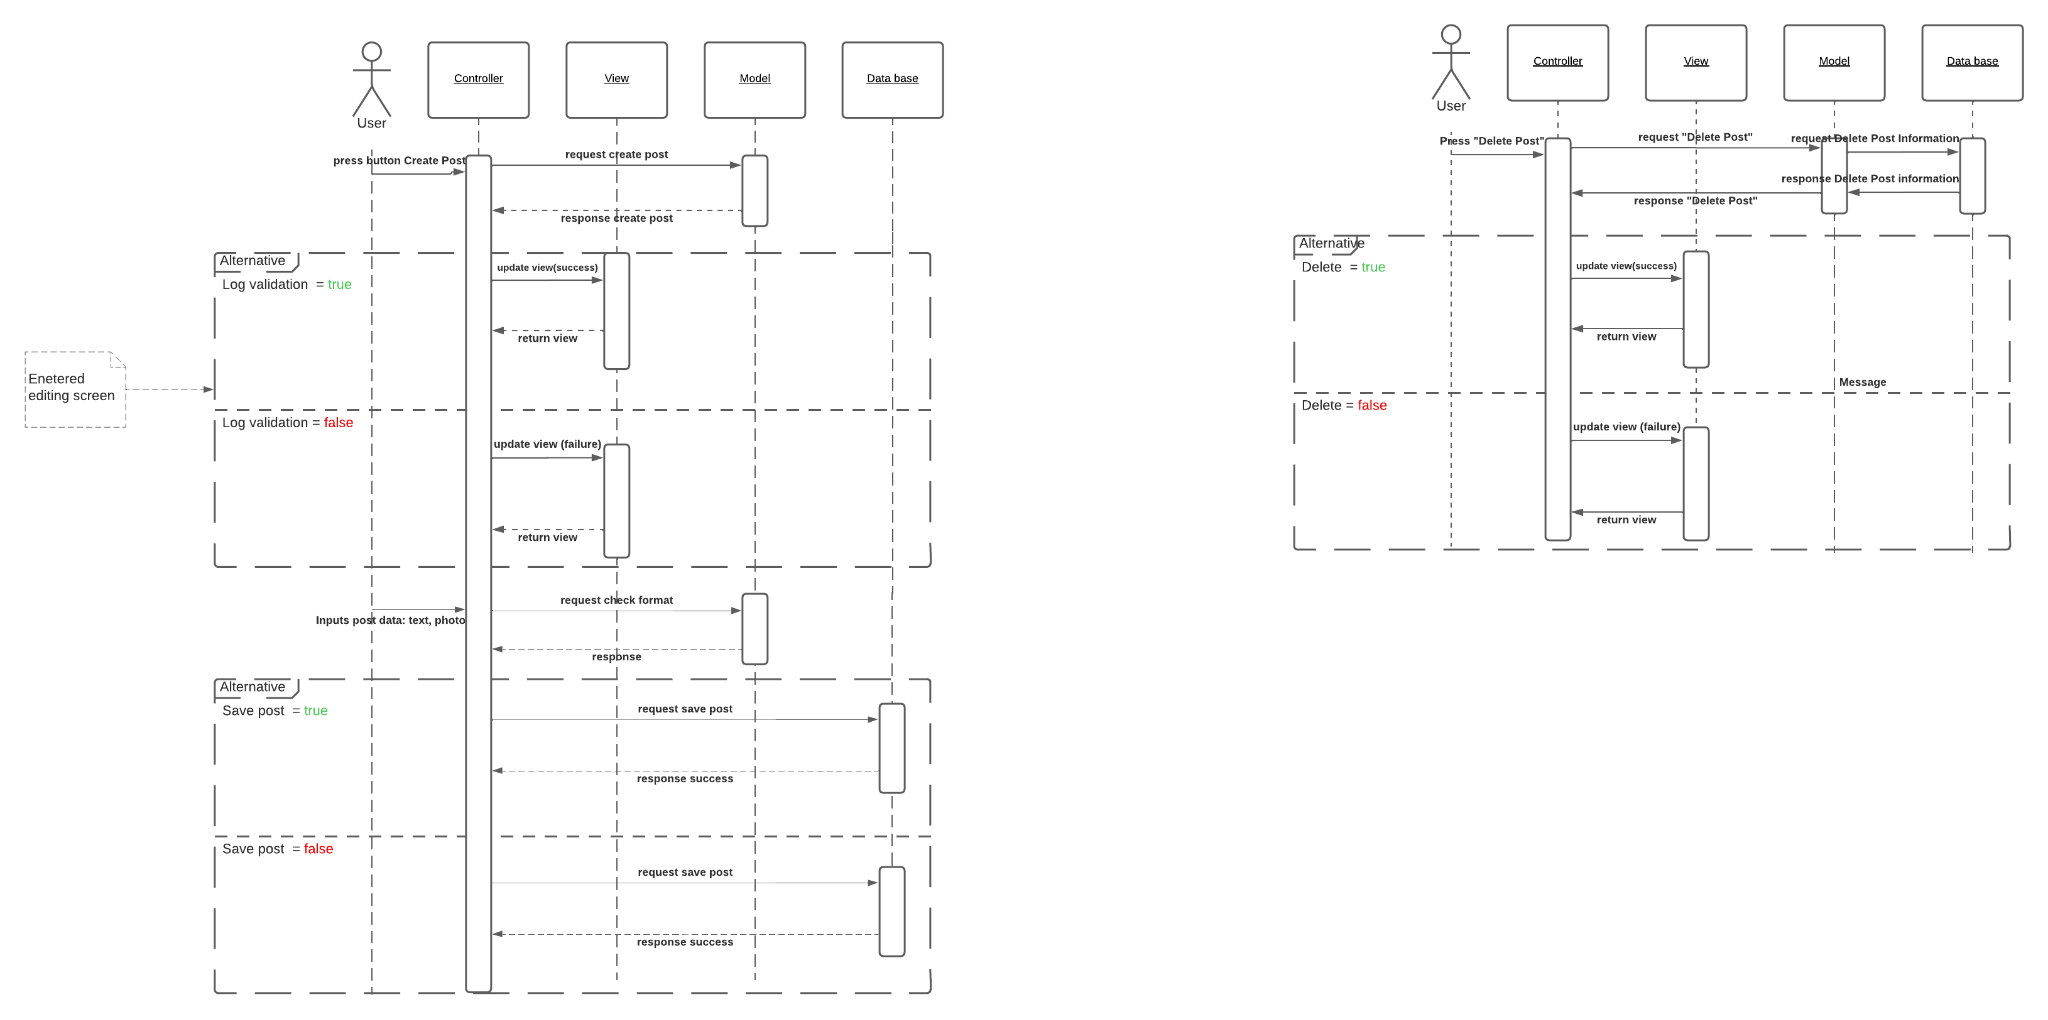 User
Controller
View
Model
Data base
press button Create Post
request create post
response create post
Alternative
Log validation  = true
update view(success)
return view
Enetered
editing screen
Log validation = false
update view (failure)
return view
request check format
Inputs post data: text, photo
response
Alternative
Save post  = true
request save post
response success
Save post  = false
request save post
response success
User
Controller
View
Model
Data base
Press "Delete Post"
request "Delete Post"
request Delete Post Information
response Delete Post information
response "Delete Post"
Alternative
Delete  = true
update view(success)
return view
Message
Delete = false
update view (failure)
return view